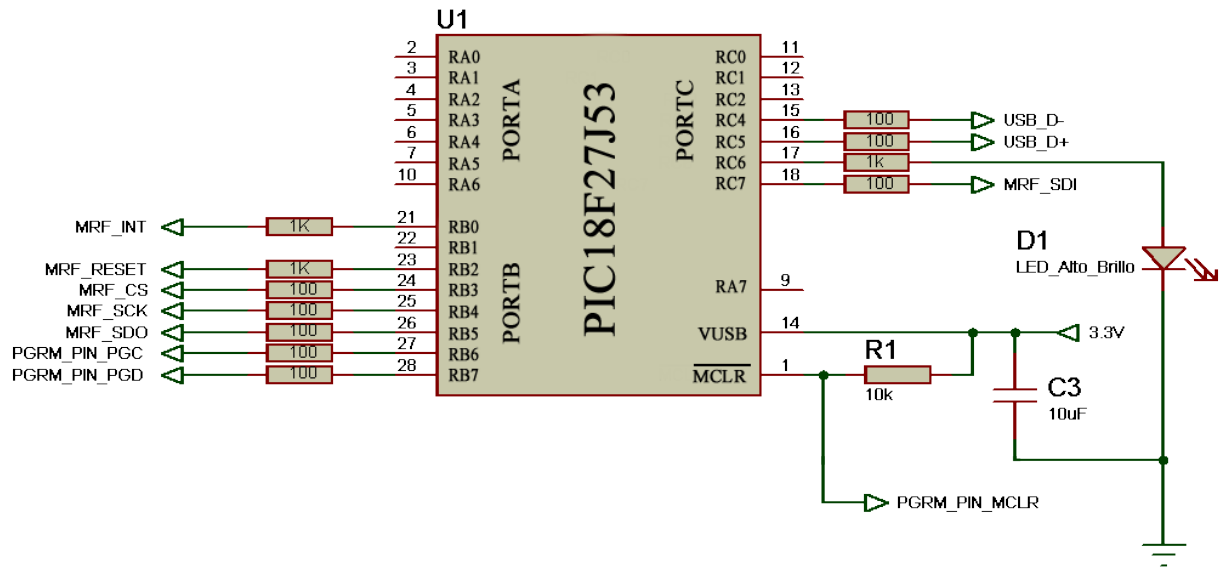 U1
PIC18F27J53
PORTA
PORTB
PORTC
2 RA0
3 RA1
4 RA2
5 RA3
6 RA4
7 RA5
10 RA6
MRF_INT 1K 21 RB0
22 RB1
MRF_RESET 1K 23 RB2
MRF_CS 100 24 RB3
MRF_SCK 100 25 RB4
MRF_SDO 100 26 RB5
PGRM_PIN_PGC 100 27 RB6
PGRM_PIN_PGD 100 28 RB7
RC0 11
RC1 12
RC2 13
RC4 15 100 USB_D-
RC5 16 100 USB_D+
RC6 17 1k
RC7 18 100 MRF_SDI
D1
LED_Alto_Brillo
RA7 9
VUSB 14 3.3V
MCLR 1
R1
10k
C3
10uF
PGRM_PIN_MCLR